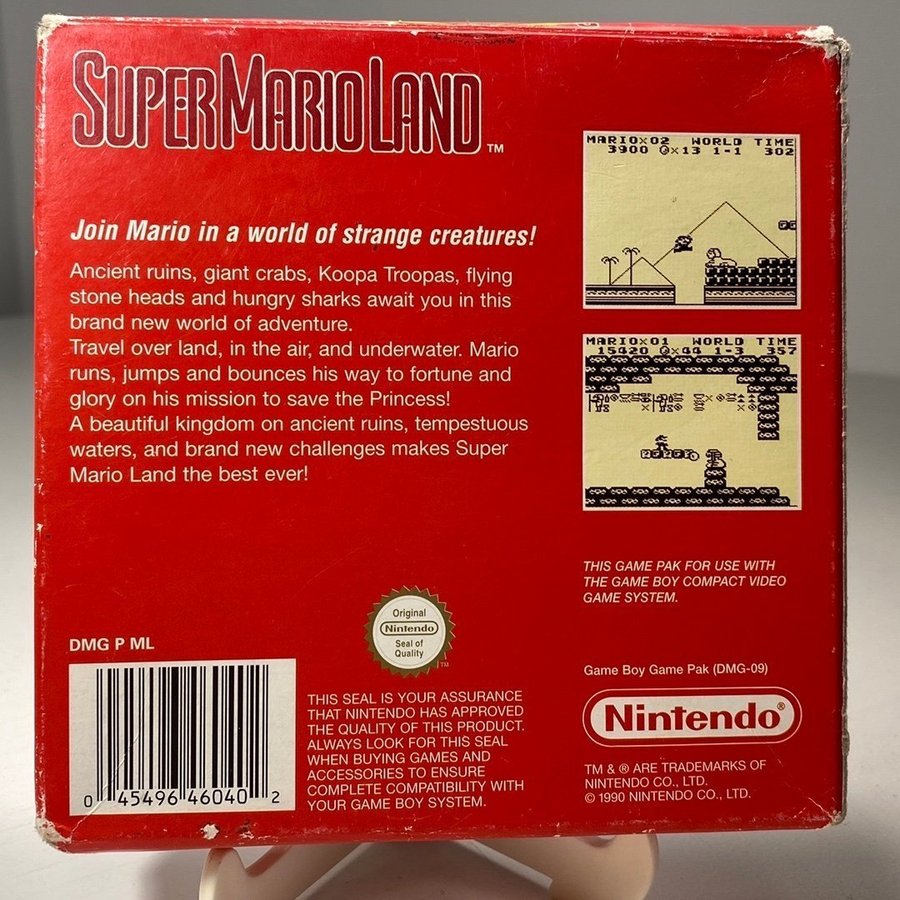 SUPER MARIO LAND™
Join Mario in a world of strange creatures!
Ancient ruins, giant crabs, Koopa Troopas, flying
stone heads and hungry sharks await you in this
brand new world of adventure.
Travel over land, in the air, and underwater. Mario
runs, jumps and bounces his way to fortune and
glory on his mission to save the Princess!
A beautiful kingdom on ancient ruins, tempestuous
waters, and brand new challenges makes Super
Mario Land the best ever!
MARIO×02 WORLD TIME
3900 ×13 1-1 302
MARIO×01 WORLD TIME
15420 ×44 1-3 357
THIS GAME PAK FOR USE WITH
THE GAME BOY COMPACT VIDEO
GAME SYSTEM.
DMG P ML
0 45496 46040 2
Original
Nintendo
Seal of
Quality
TM
THIS SEAL IS YOUR ASSURANCE
THAT NINTENDO HAS APPROVED
THE QUALITY OF THIS PRODUCT.
ALWAYS LOOK FOR THIS SEAL
WHEN BUYING GAMES AND
ACCESSORIES TO ENSURE
COMPLETE COMPATIBILITY WITH
YOUR GAME BOY SYSTEM.
Game Boy Game Pak (DMG-09)
Nintendo®
TM & ® ARE TRADEMARKS OF
NINTENDO CO., LTD.
© 1990 NINTENDO CO., LTD.